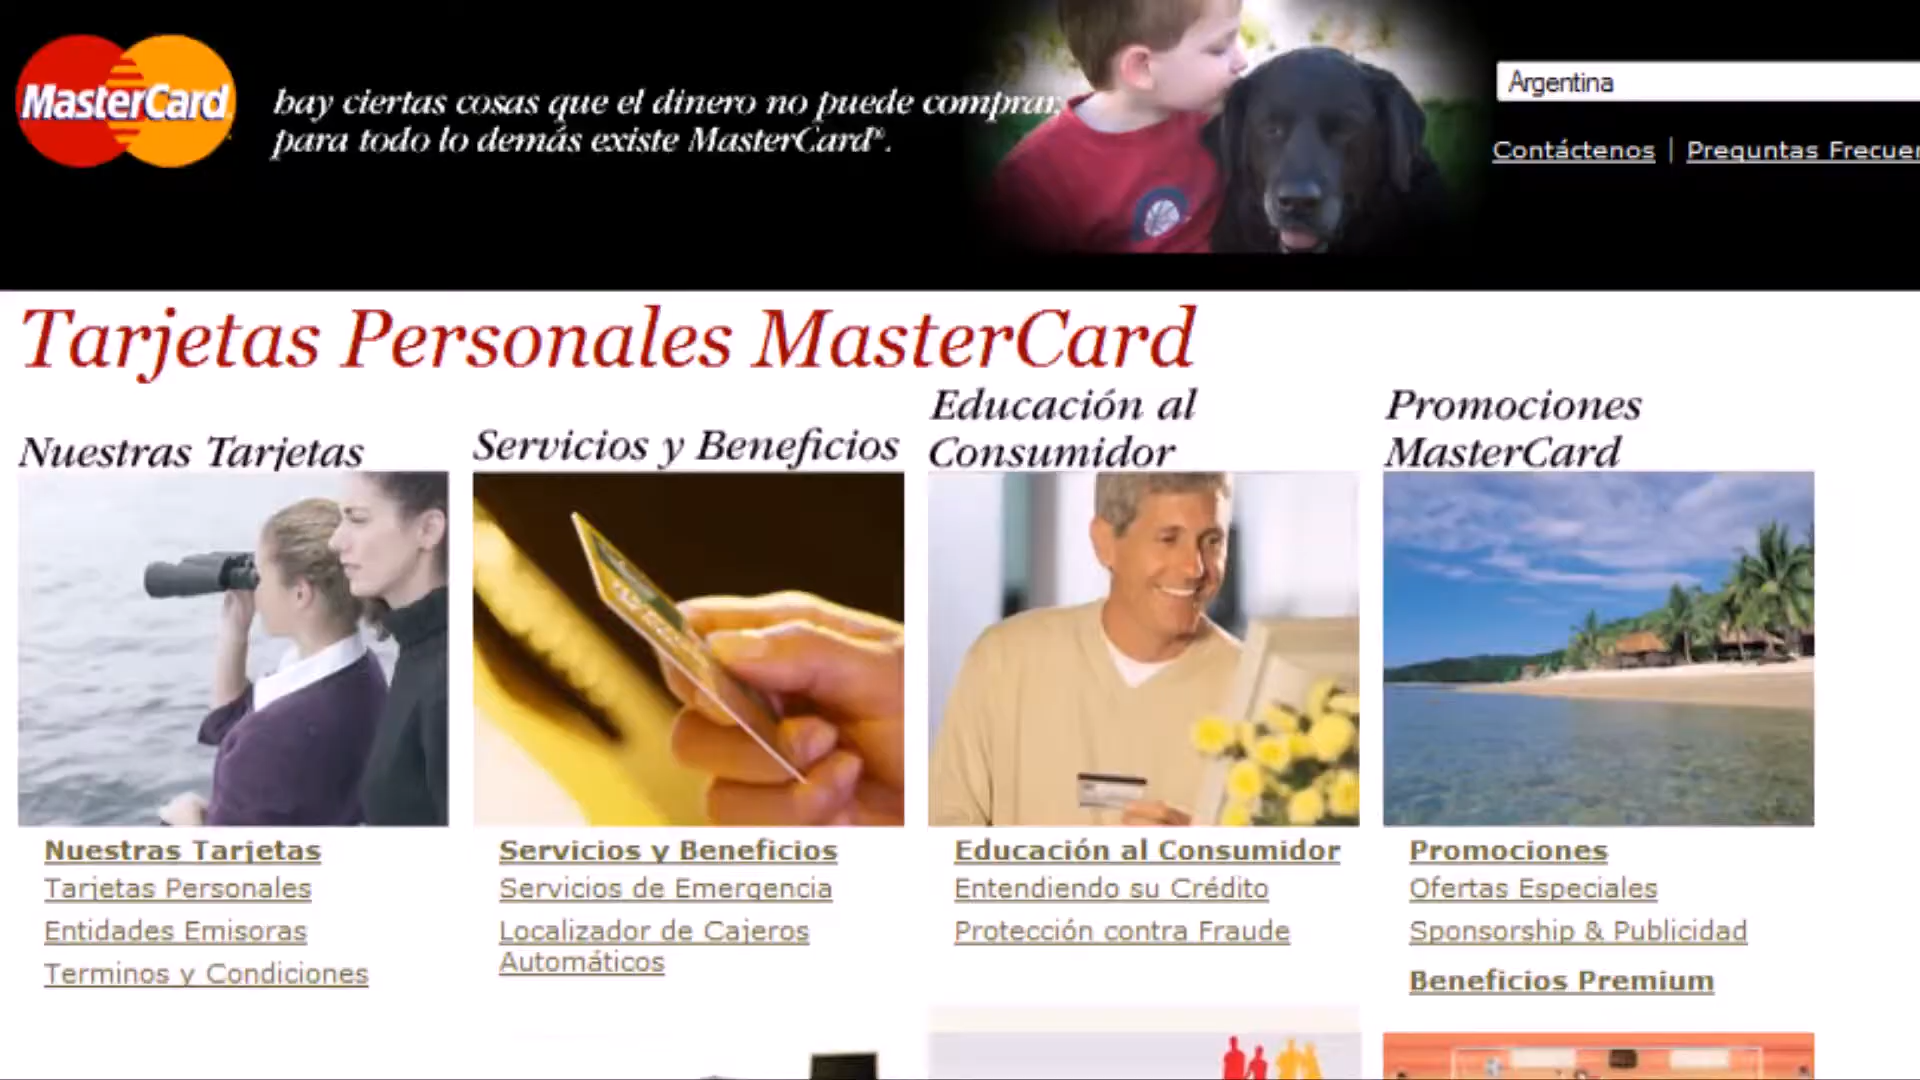 MasterCard
hay ciertas cosas que el dinero no puede comprar,
para todo lo demás existe MasterCard®.
Argentina
Contáctenos | Preguntas
Tarjetas Personales MasterCard
Nuestras Tarjetas
Servicios y Beneficios
Educación al
Consumidor
Promociones
MasterCard
Nuestras Tarjetas
Tarjetas Personales
Entidades Emisoras
Terminos y Condiciones
Servicios y Beneficios
Servicios de Emergencia
Localizador de Cajeros
Automáticos
Educación al Consumidor
Entendiendo su Crédito
Protección contra Fraude
Promociones
Ofertas Especiales
Sponsorship & Publicidad
Beneficios Premium